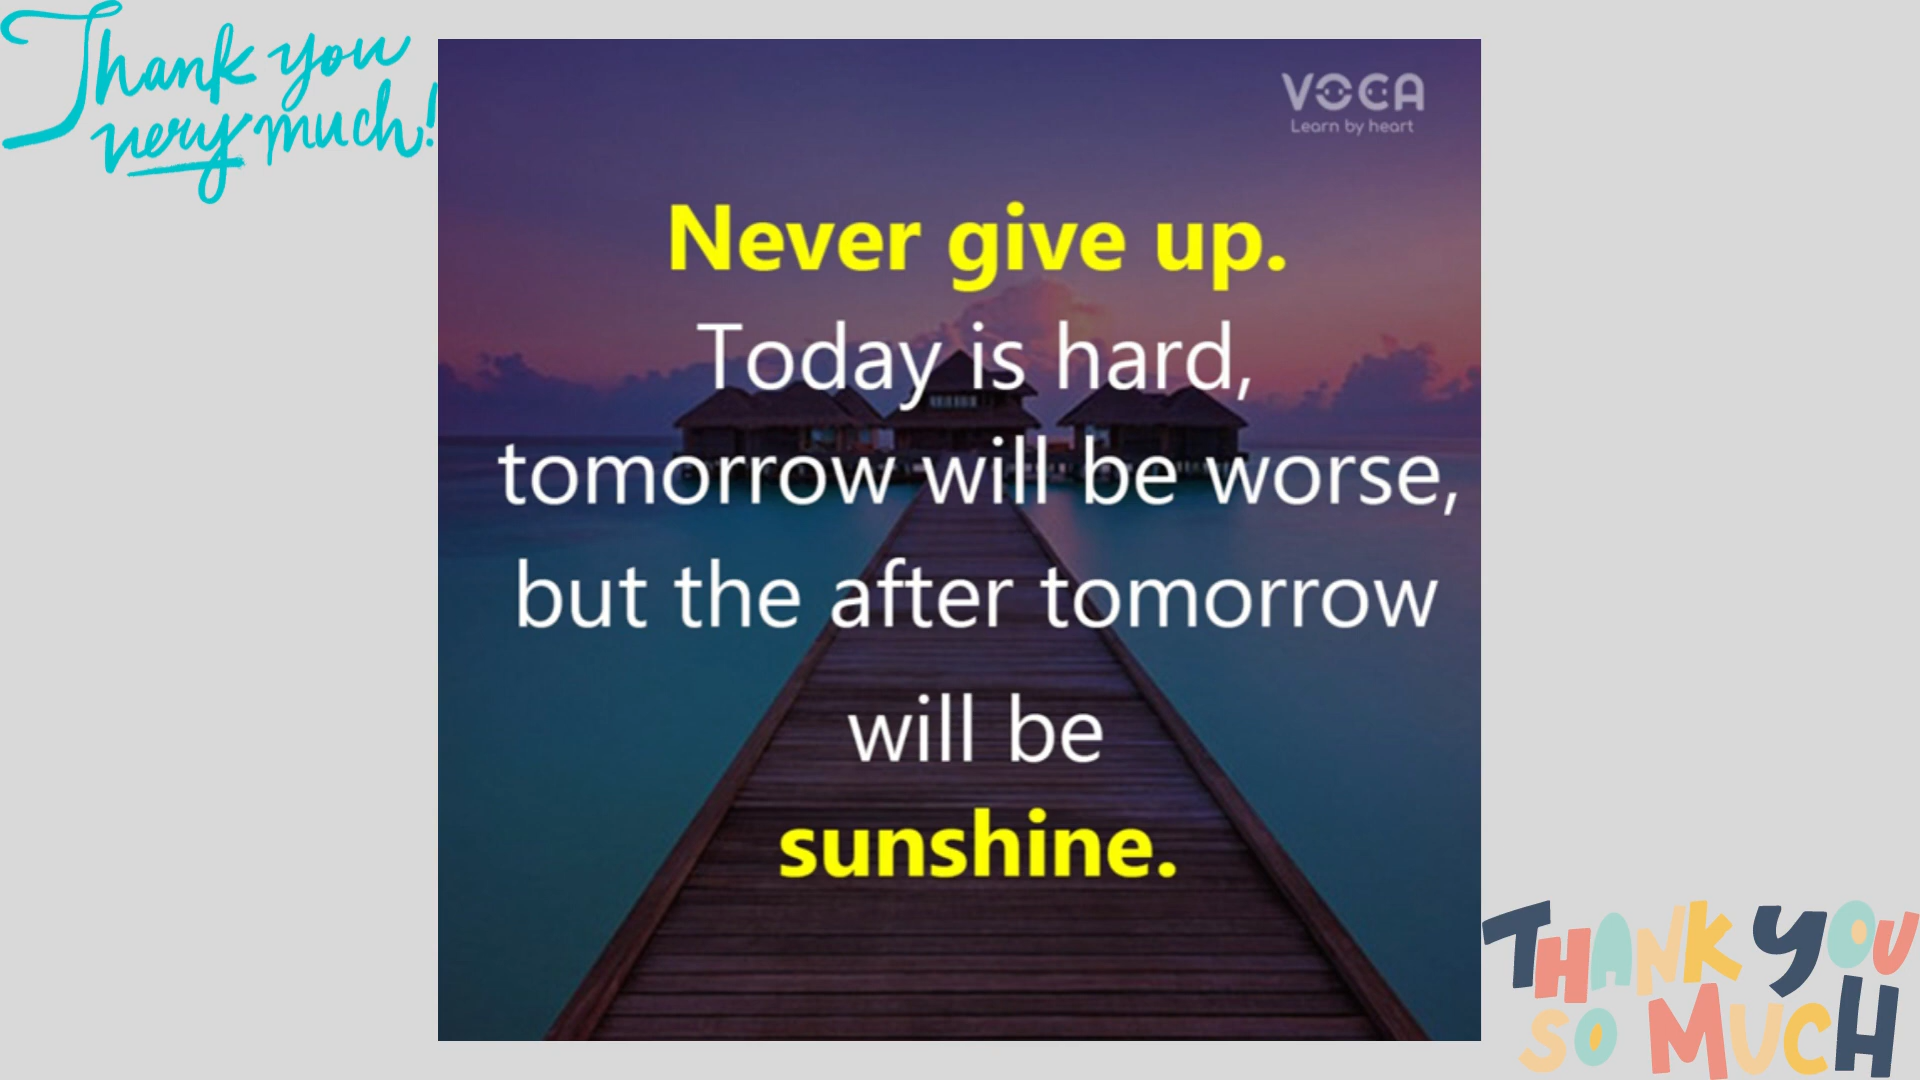 Thank you
very much!
VOCA
Learn by heart
Never give up.
Today is hard,
tomorrow will be worse,
but the after tomorrow
will be
sunshine.
THANK YOU
SO MUCH